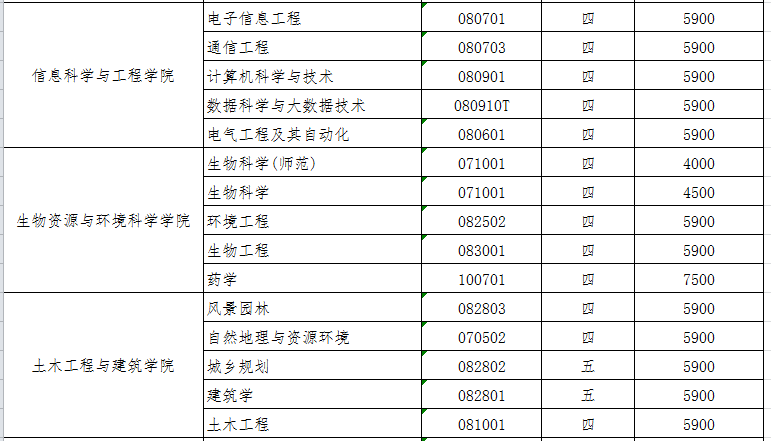 信息科学与工程学院
电子信息工程 080701 四 5900
通信工程 080703 四 5900
计算机科学与技术 080901 四 5900
数据科学与大数据技术 080910T 四 5900
电气工程及其自动化 080601 四 5900
生物资源与环境科学学院
生物科学(师范) 071001 四 4000
生物科学 071001 四 4500
环境工程 082502 四 5900
生物工程 083001 四 5900
药学 100701 四 7500
土木工程与建筑学院
风景园林 082803 四 5900
自然地理与资源环境 070502 四 5900
城乡规划 082802 五 5900
建筑学 082801 五 5900
土木工程 081001 四 5900